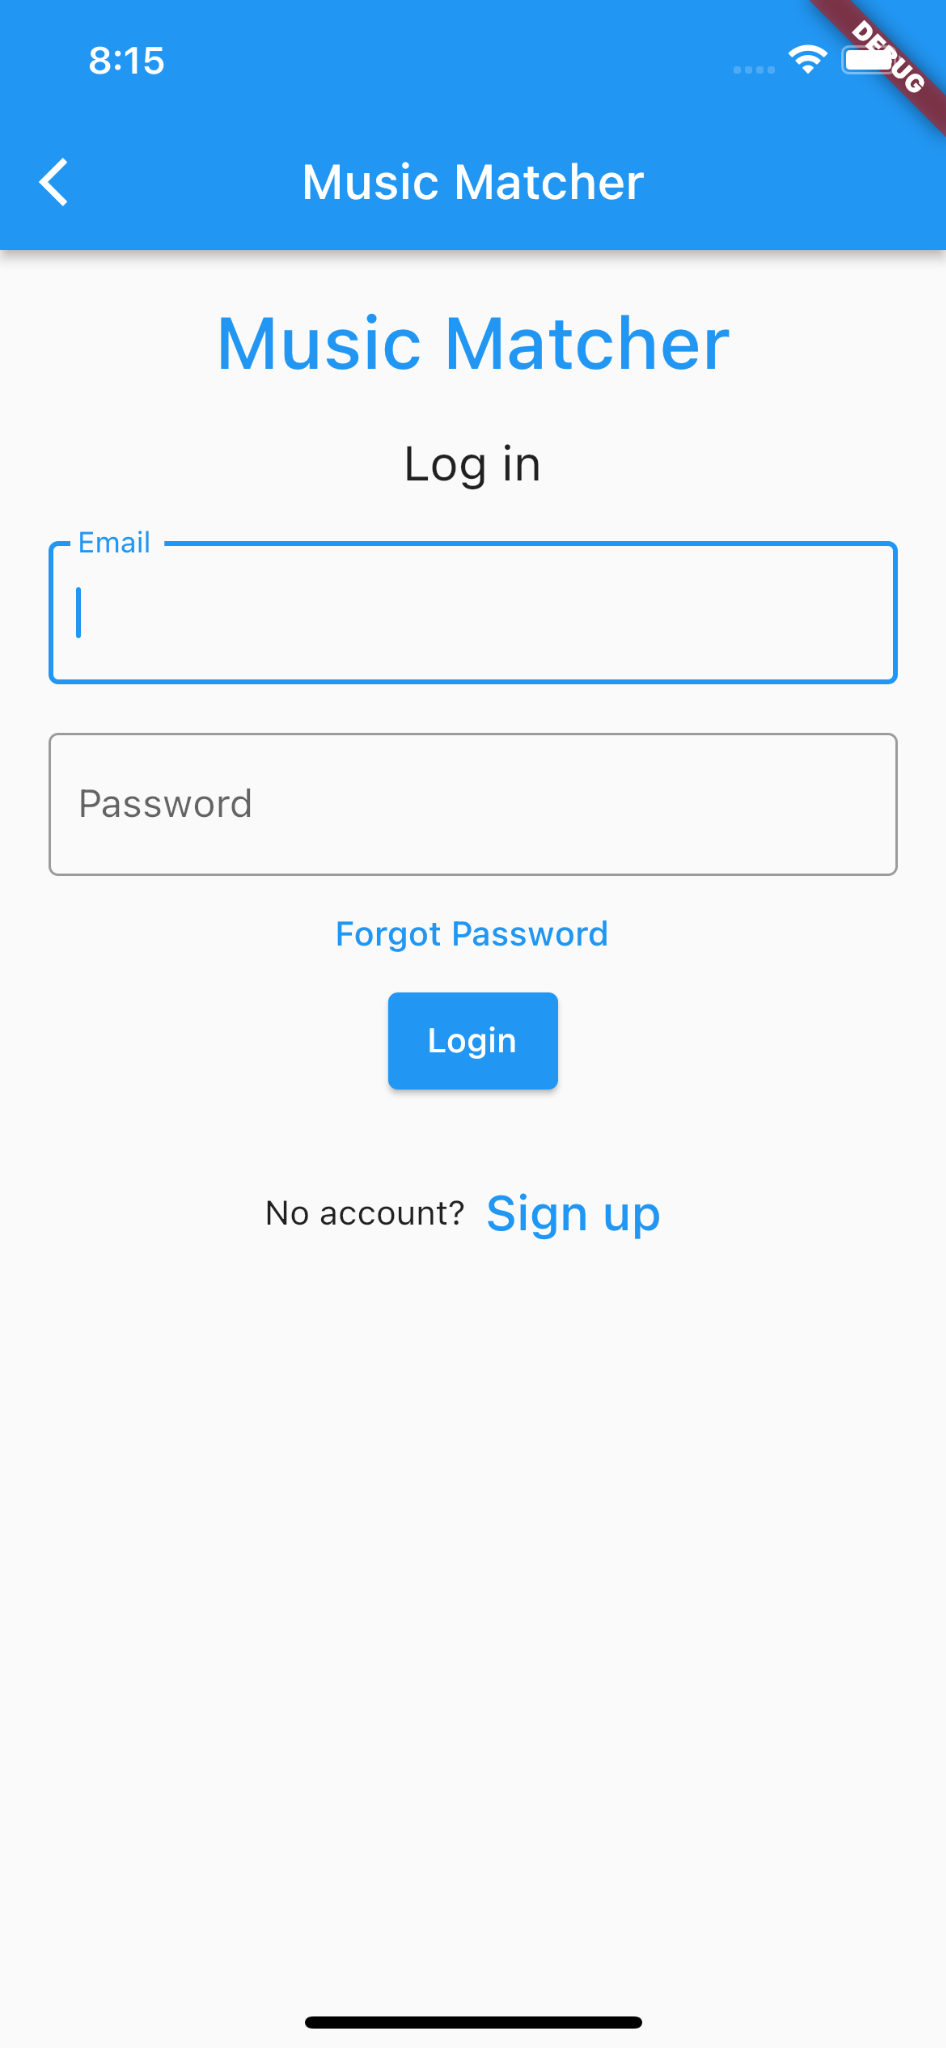 8:15
DEBUG
Music Matcher
Music Matcher
Log in
Email
Password
Forgot Password
Login
No account? Sign up